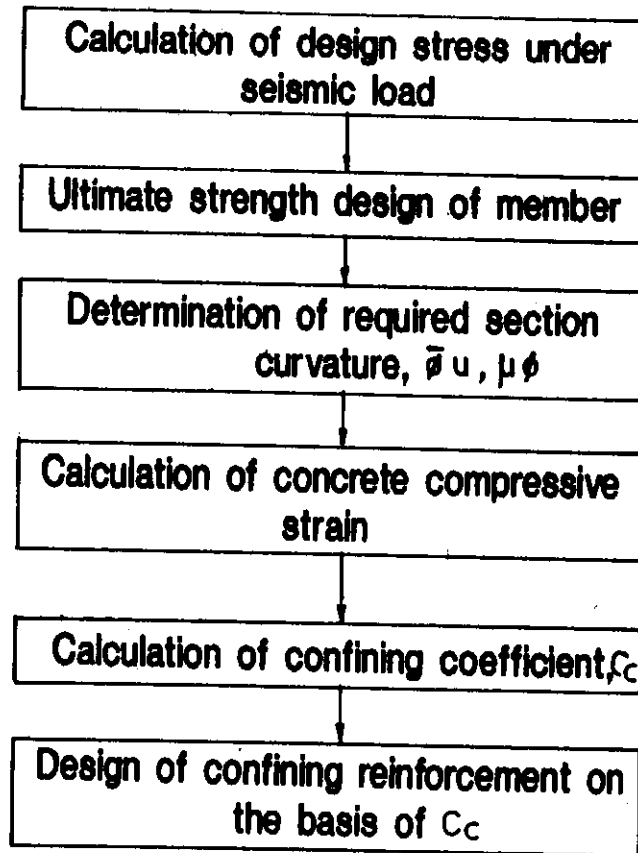 Calculation of design stress under
seismic load
Ultimate strength design of member
Determination of required section
curvature, φ̄ u , μφ
Calculation of concrete compressive
strain
Calculation of confining coefficient, Cc
Design of confining reinforcement on
the basis of Cc